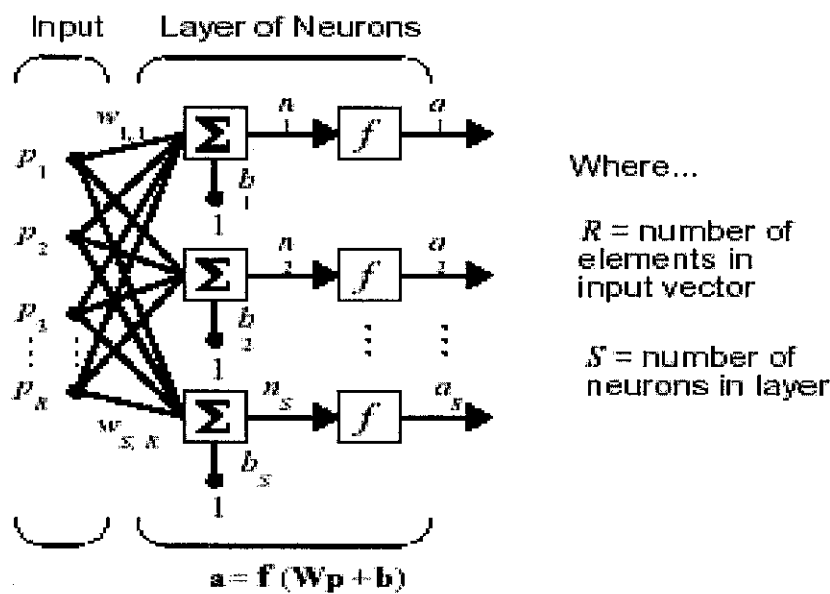 Input
Layer of Neurons
w1,1
n1
a1
Σ
f
p1
b1
1
Where...
p2
n2
a2
Σ
f
R = number of
elements in
input vector
p3
b2
1
pR
nS
aS
Σ
f
S = number of
neurons in layer
wS, R
bS
1
a = f (Wp + b)